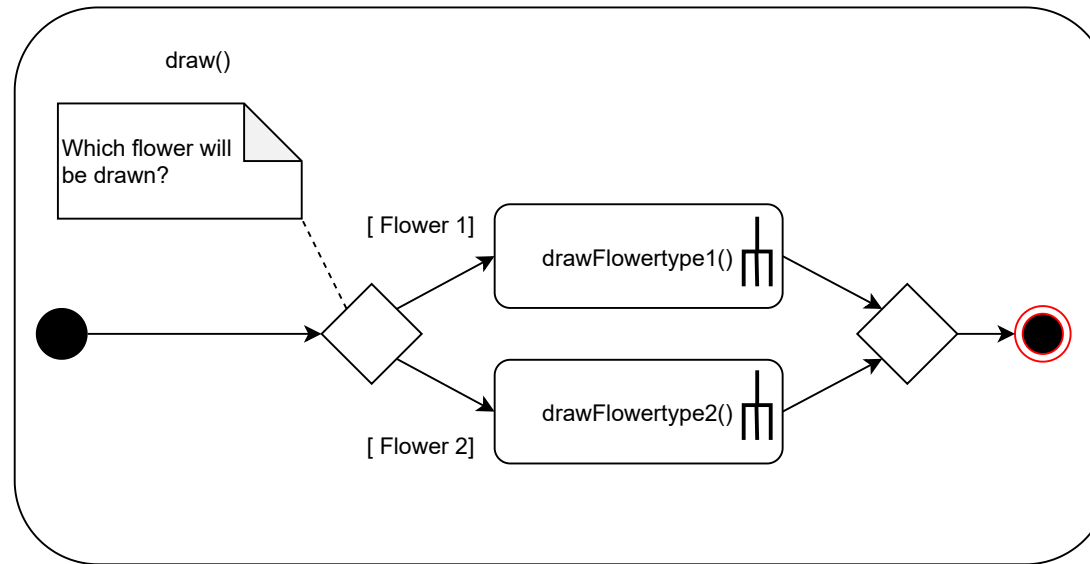 draw()
Which flower will
be drawn?
[ Flower 1]
drawFlowertype1()
drawFlowertype2()
[ Flower 2]